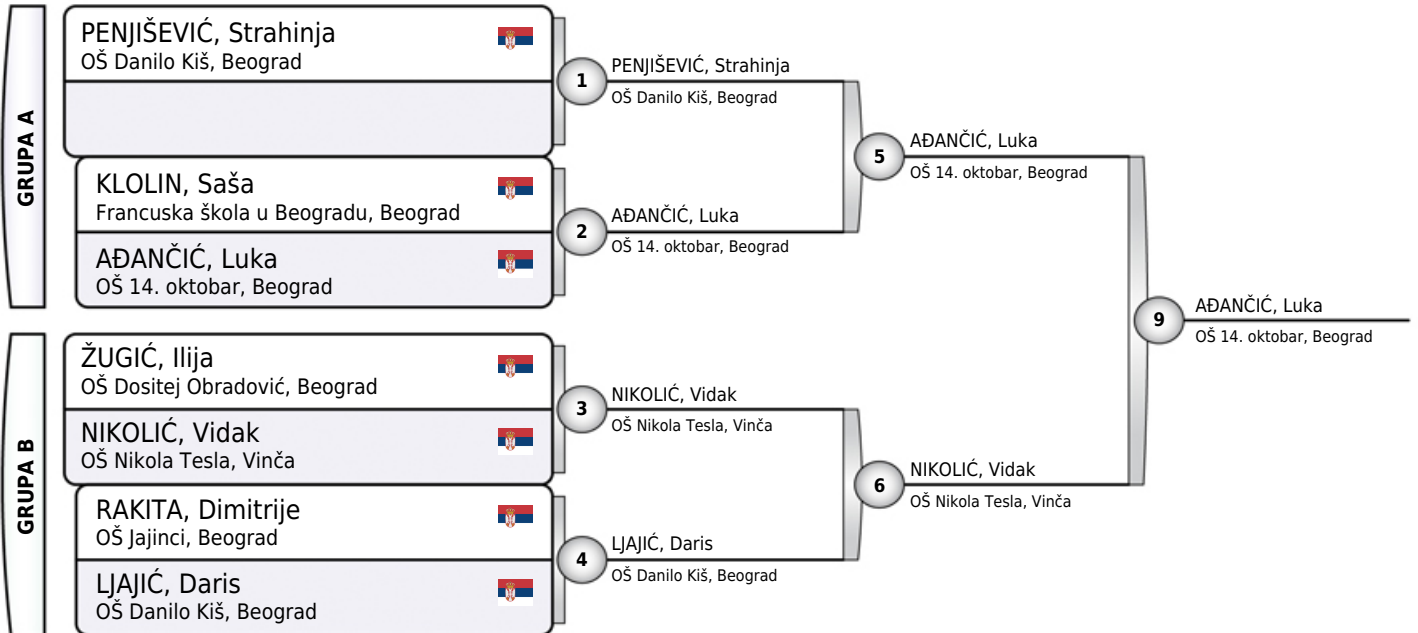 GRUPA A
PENJIŠEVIĆ, Strahinja
OŠ Danilo Kiš, Beograd
KLOLIN, Saša
Francuska škola u Beogradu, Beograd
AĐANČIĆ, Luka
OŠ 14. oktobar, Beograd
1
PENJIŠEVIĆ, Strahinja
OŠ Danilo Kiš, Beograd
2
AĐANČIĆ, Luka
OŠ 14. oktobar, Beograd
5
AĐANČIĆ, Luka
OŠ 14. oktobar, Beograd
GRUPA B
ŽUGIĆ, Ilija
OŠ Dositej Obradović, Beograd
NIKOLIĆ, Vidak
OŠ Nikola Tesla, Vinča
RAKITA, Dimitrije
OŠ Jajinci, Beograd
LJAJIĆ, Daris
OŠ Danilo Kiš, Beograd
3
NIKOLIĆ, Vidak
OŠ Nikola Tesla, Vinča
4
LJAJIĆ, Daris
OŠ Danilo Kiš, Beograd
6
NIKOLIĆ, Vidak
OŠ Nikola Tesla, Vinča
9
AĐANČIĆ, Luka
OŠ 14. oktobar, Beograd